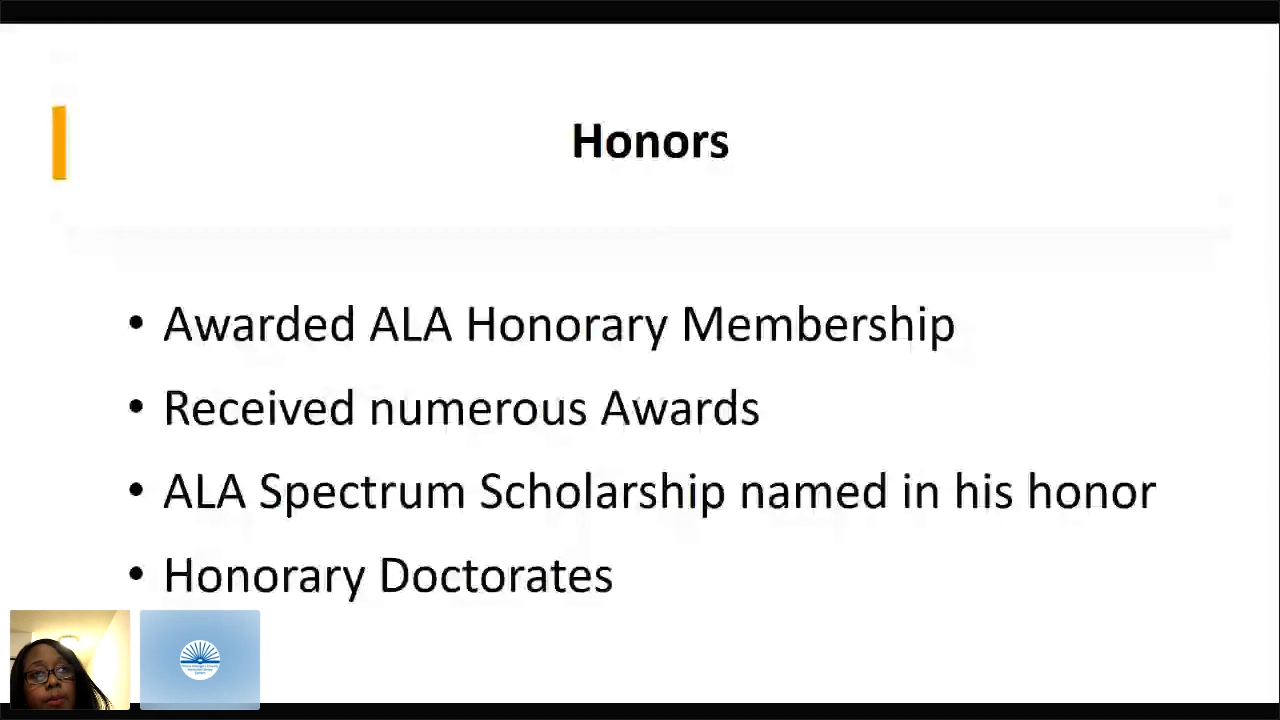 Honors
• Awarded ALA Honorary Membership
• Received numerous Awards
• ALA Spectrum Scholarship named in his honor
• Honorary Doctorates